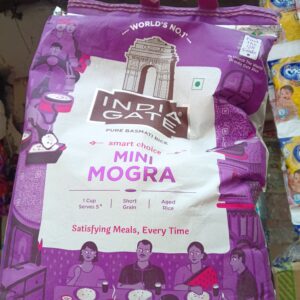 WORLD'S NO.1*
INDIA
GATE
PURE BASMATI RICE
smart choice
MINI
MOGRA
1 Cup
Serves 5*
Short
Grain
Aged
Rice
Satisfying Meals, Every Time